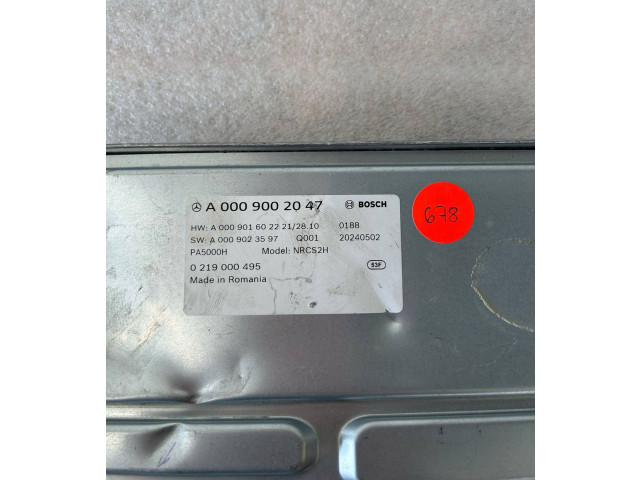 A 000 900 20 47 BOSCH
HW: A 000 901 60 22 21/28.10 0188
SW: A 000 902 35 97 Q001 20240502
PA5000H Model: NRCS2H
0 219 000 495 53F
Made in Romania
678